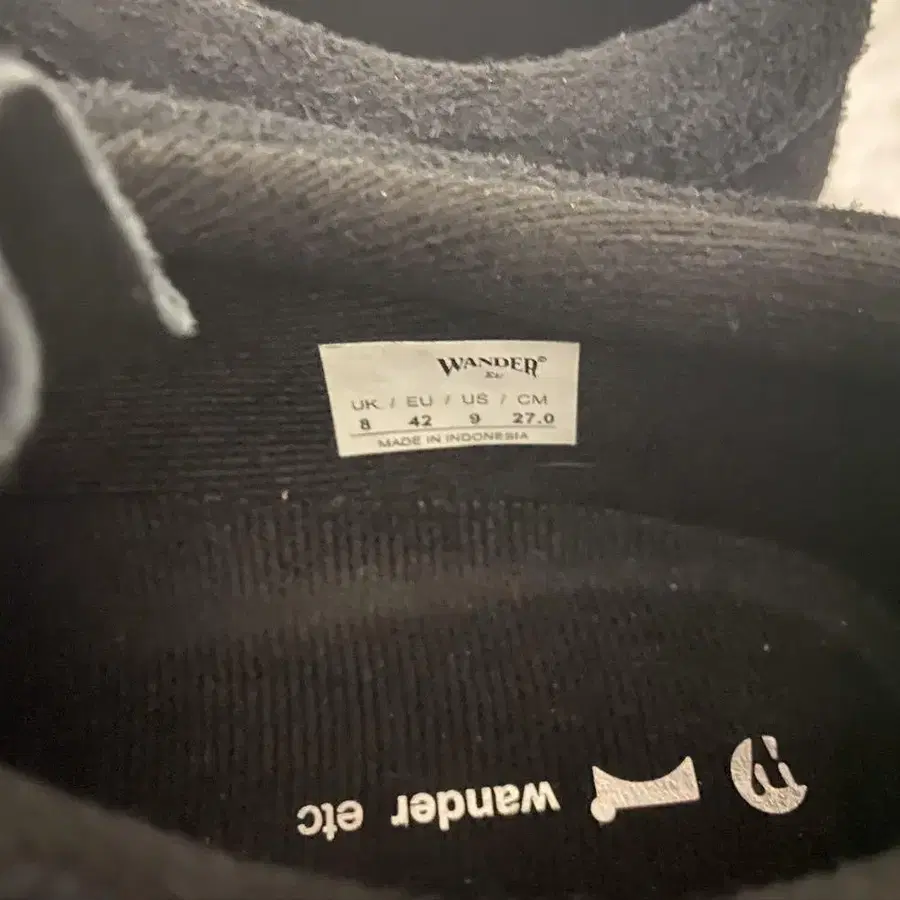 WANDER®
UK / EU / US / CM
8 42 9 27.0
MADE IN INDONESIA
wander etc